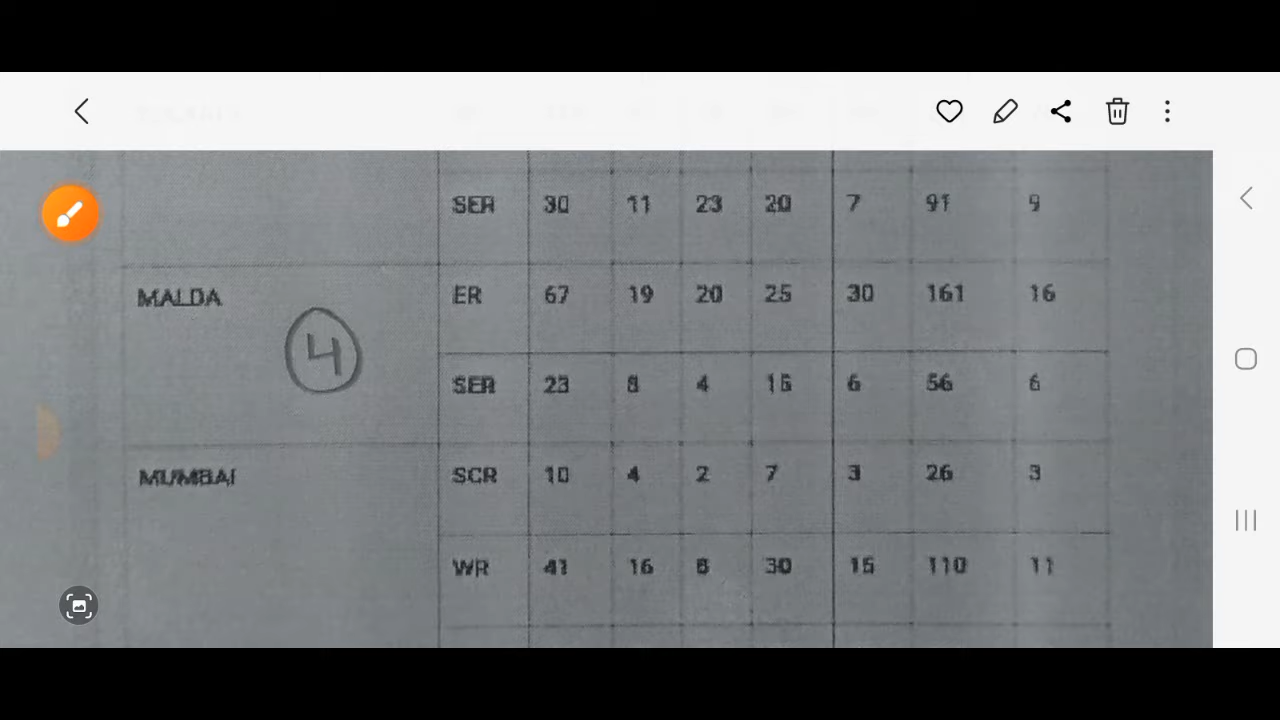 SER 30 11 23 20 7 91 9
MALDA ER 67 19 20 25 30 161 16
4
SER 23 8 4 15 6 56 6
MUMBAI SCR 10 4 2 7 3 26 3
WR 41 16 8 30 15 110 11